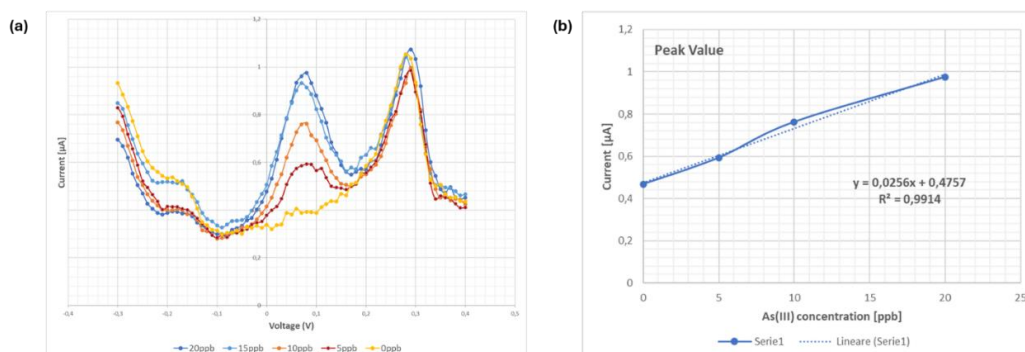 (a)
1,2
1
0,8
0,6
0,4
0,2
0
-0,4 -0,3 -0,2 -0,1 0 0,1 0,2 0,3 0,4 0,5
Current [µA]
Voltage (V)
20ppb 15ppb 10ppb 5ppb 0ppb
(b)
Peak Value
1,2
1
0,8
0,6
0,4
0,2
0
0 5 10 15 20 25
Current [µA]
y = 0,0256x + 0,4757
R² = 0,9914
As(III) concentration [ppb]
Serie1 Lineare (Serie1)